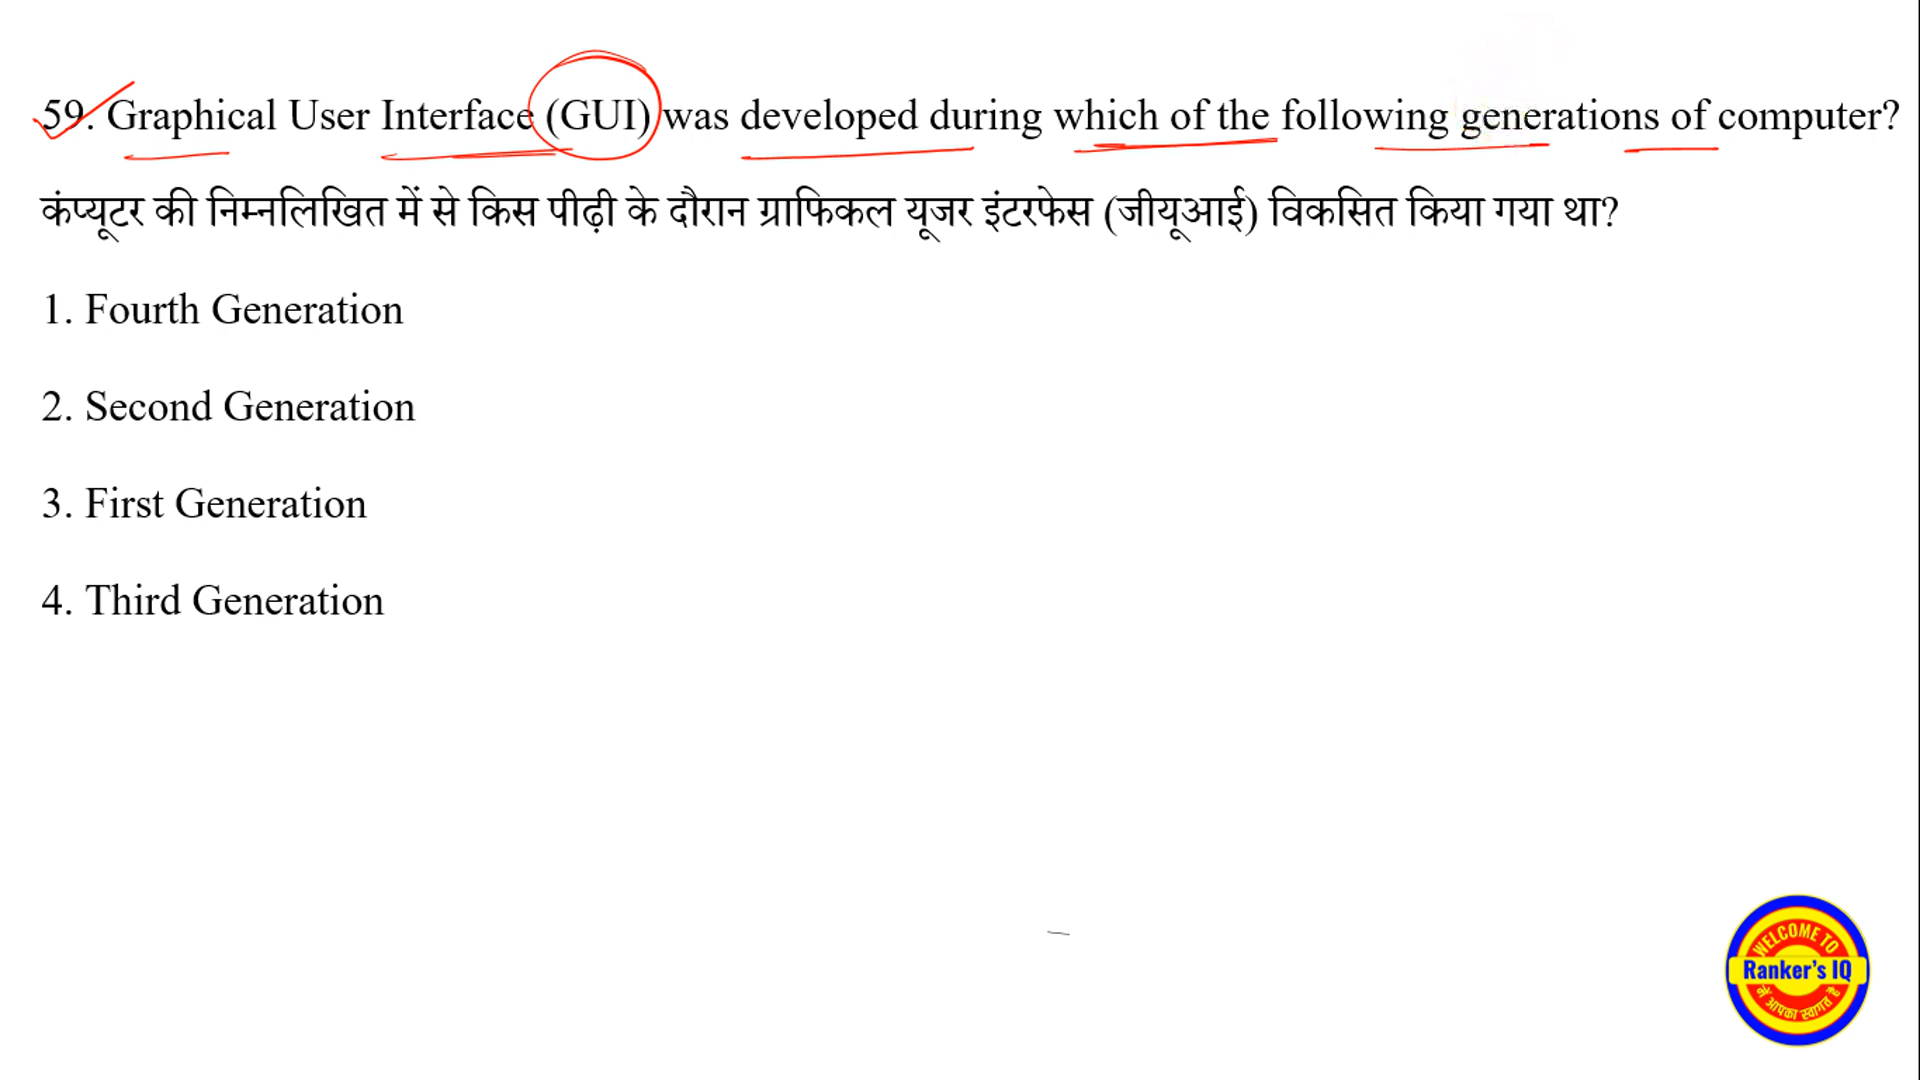 59. Graphical User Interface (GUI) was developed during which of the following generations of computer?
कंप्यूटर की निम्नलिखित में से किस पीढ़ी के दौरान ग्राफिकल यूजर इंटरफेस (जीयूआई) विकसित किया गया था?
1. Fourth Generation
2. Second Generation
3. First Generation
4. Third Generation
WELCOME TO
Ranker's IQ
में आपका स्वागत है